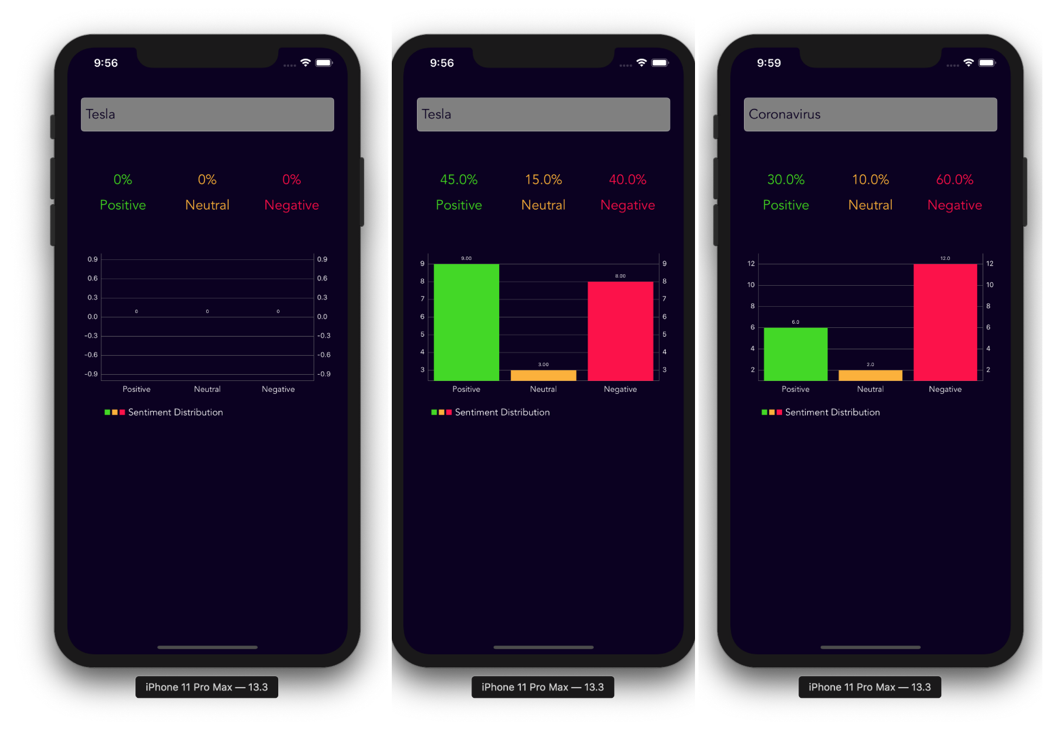 9:56
Tesla
0% 0% 0%
Positive Neutral Negative
0.9 0.9
0.6 0.6
0.3 0.3
0 0 0
0.0 0.0
-0.3 -0.3
-0.6 -0.6
-0.9 -0.9
Positive Neutral Negative
Sentiment Distribution
iPhone 11 Pro Max — 13.3
9:56
Tesla
45.0% 15.0% 40.0%
Positive Neutral Negative
9.00
9 9
8.00
8 8
7 7
6 6
5 5
4 4
3.00
3 3
Positive Neutral Negative
Sentiment Distribution
iPhone 11 Pro Max — 13.3
9:59
Coronavirus
30.0% 10.0% 60.0%
Positive Neutral Negative
12.0
12 12
10 10
8 8
6.0
6 6
4 4
2.0
2 2
Positive Neutral Negative
Sentiment Distribution
iPhone 11 Pro Max — 13.3